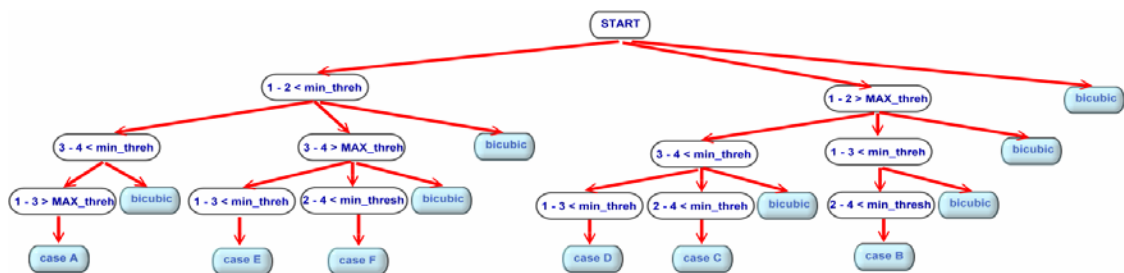 START
1 - 2 < min_threh
1 - 2 > MAX_threh
bicubic
3 - 4 < min_threh
3 - 4 > MAX_threh
bicubic
3 - 4 < min_threh
1 - 3 < min_threh
bicubic
1 - 3 > MAX_threh
bicubic
1 - 3 < min_threh
2 - 4 < min_thresh
bicubic
1 - 3 < min_threh
2 - 4 < min_threh
bicubic
2 - 4 < min_thresh
bicubic
case A
case E
case F
case D
case C
case B